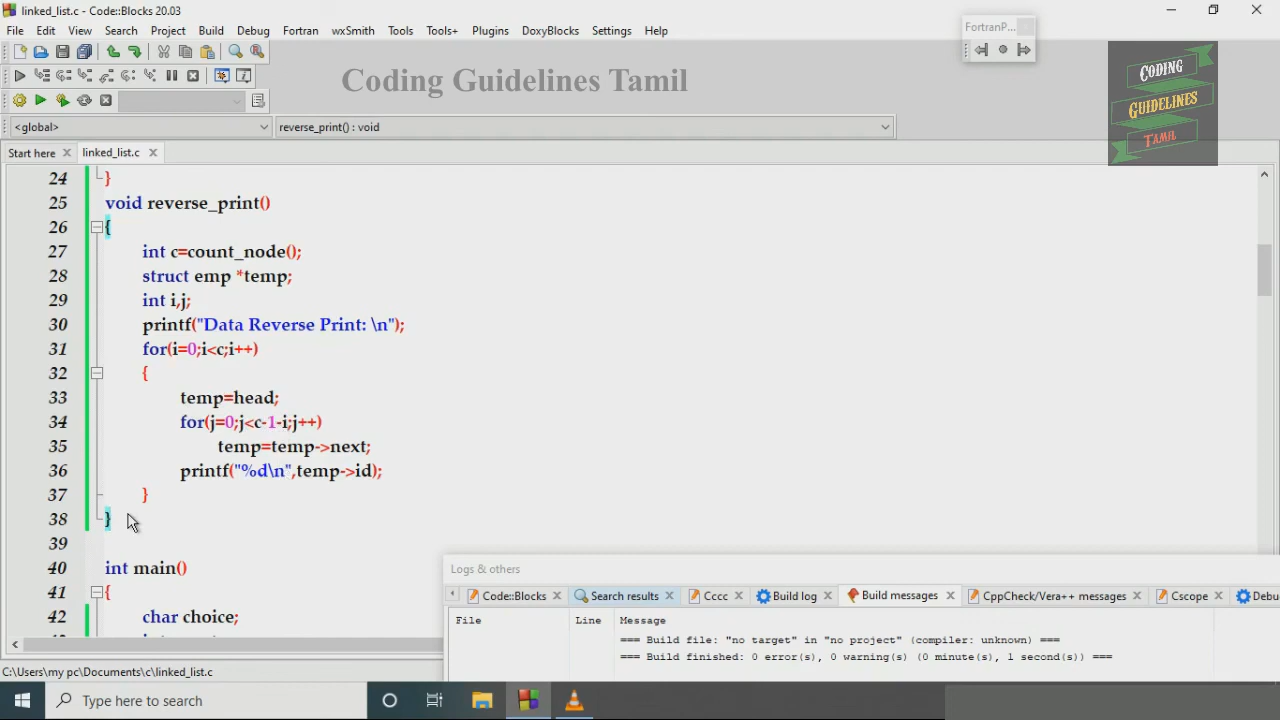 linked_list.c - Code::Blocks 20.03
File Edit View Search Project Build Debug Fortran wxSmith Tools Tools+ Plugins DoxyBlocks Settings Help
FortranP...
Coding Guidelines Tamil
CODING
GUIDELINES
TAMIL
<global>
reverse_print() : void
Start here
linked_list.c
24 }
25 void reverse_print()
26 {
27 int c=count_node();
28 struct emp *temp;
29 int i,j;
30 printf("Data Reverse Print: \n");
31 for(i=0;i<c;i++)
32 {
33 temp=head;
34 for(j=0;j<c-1-i;j++)
35 temp=temp->next;
36 printf("%d\n",temp->id);
37 }
38 }
39
40 int main()
41 {
42 char choice;
Logs & others
Code::Blocks Search results Cccc Build log Build messages CppCheck/Vera++ messages Cscope Debu
File Line Message
=== Build file: "no target" in "no project" (compiler: unknown) ===
=== Build finished: 0 error(s), 0 warning(s) (0 minute(s), 1 second(s)) ===
C:\Users\my pc\Documents\c\linked_list.c
Type here to search